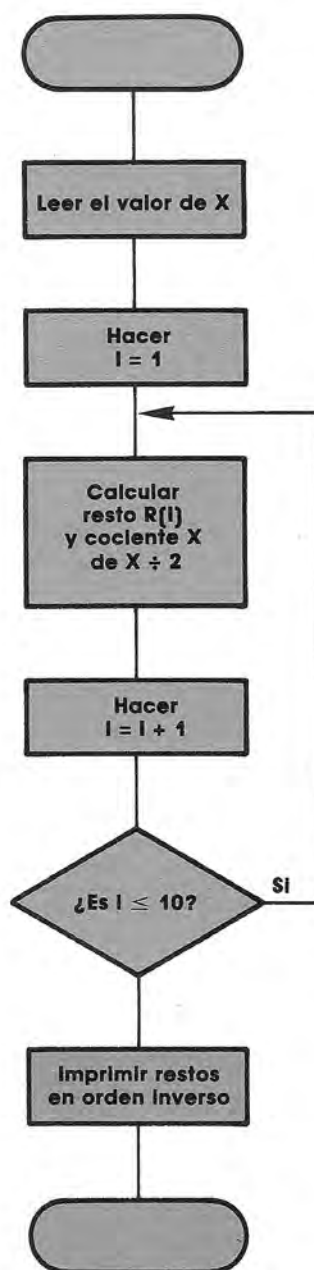 Leer el valor de X
Hacer
I = 1
Calcular
resto R(I)
y cociente X
de X ÷ 2
Hacer
I = I + 1
¿Es I ≤ 10?
SI
Imprimir restos
en orden inverso